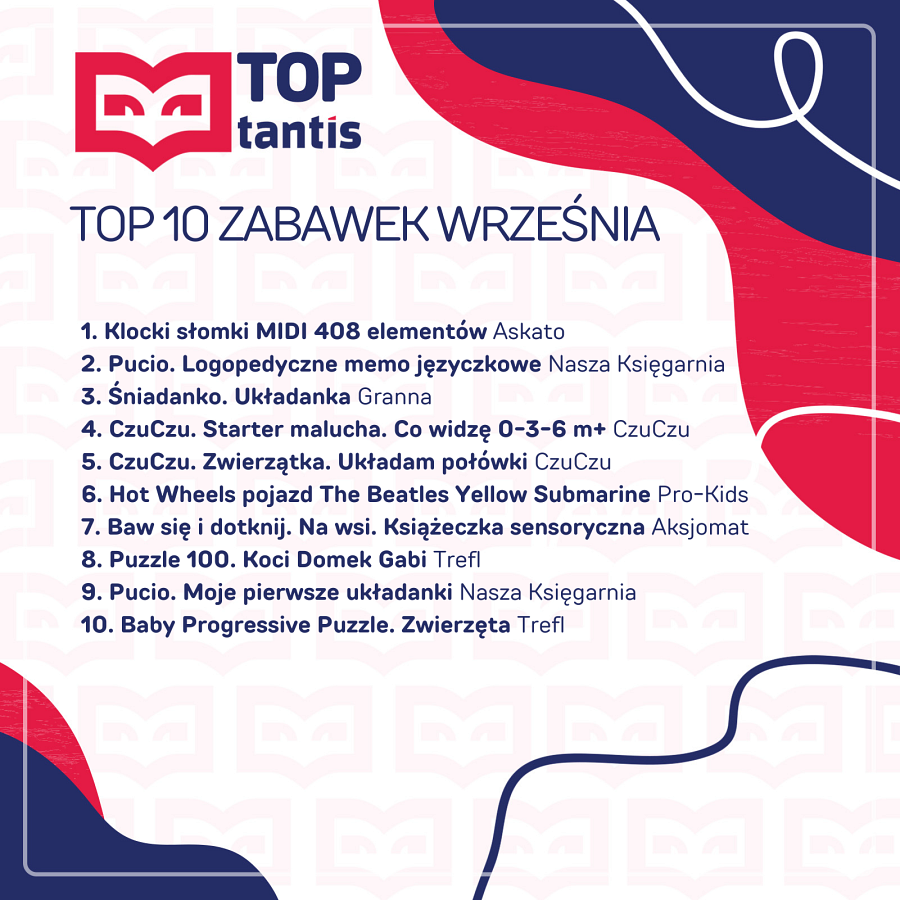 TOP
tantis
TOP 10 ZABAWEK WRZEŚNIA
1. Klocki słomki MIDI 408 elementów Askato
2. Pucio. Logopedyczne memo języczkowe Nasza Księgarnia
3. Śniadanko. Układanka Granna
4. CzuCzu. Starter malucha. Co widzę 0-3-6 m+ CzuCzu
5. CzuCzu. Zwierzątka. Układam połówki CzuCzu
6. Hot Wheels pojazd The Beatles Yellow Submarine Pro-Kids
7. Baw się i dotknij. Na wsi. Książeczka sensoryczna Aksjomat
8. Puzzle 100. Koci Domek Gabi Trefl
9. Pucio. Moje pierwsze układanki Nasza Księgarnia
10. Baby Progressive Puzzle. Zwierzęta Trefl